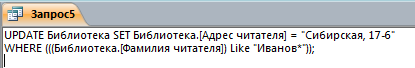 Запрос5
UPDATE Библиотека SET Библиотека.[Адрес читателя] = "Сибирская, 17-6"
WHERE (((Библиотека.[Фамилия читателя]) Like "Иванов*"));